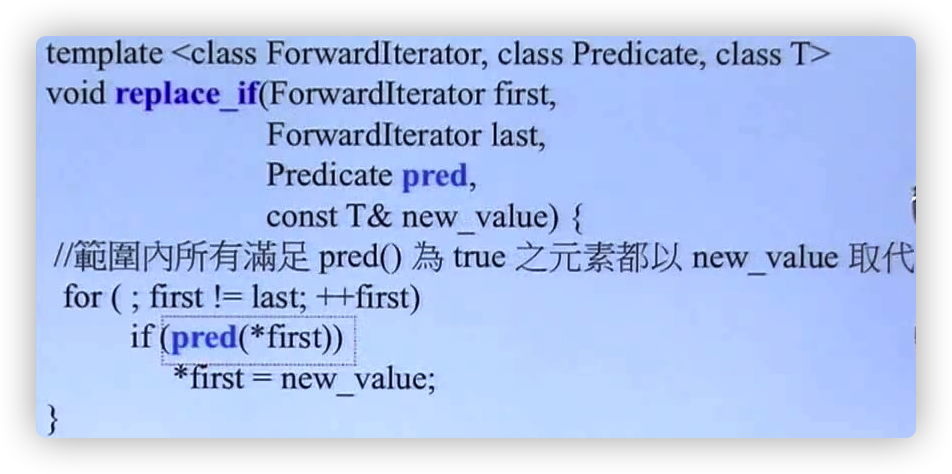 template <class ForwardIterator, class Predicate, class T>
void replace_if(ForwardIterator first,
ForwardIterator last,
Predicate pred,
const T& new_value) {
//範圍內所有滿足 pred() 為 true 之元素都以 new_value 取代
for ( ; first != last; ++first)
if (pred(*first))
*first = new_value;
}